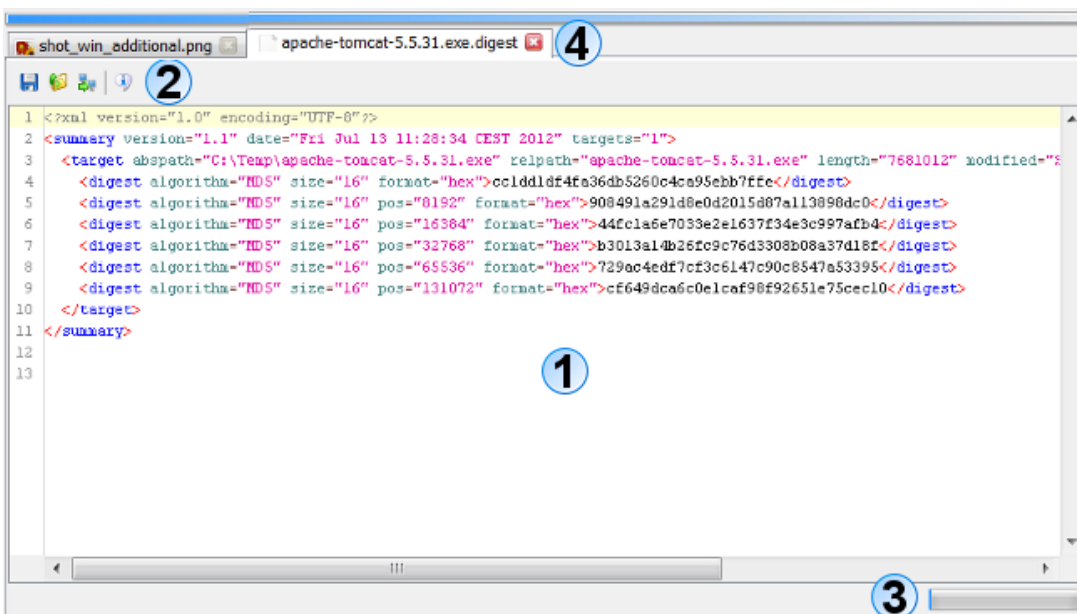 shot_win_additional.png
apache-tomcat-5.5.31.exe.digest
4
2
1 <?xml version="1.0" encoding="UTF-8"?>
2 <summary version="1.1" date="Fri Jul 13 11:28:34 CEST 2012" targets="1">
3 <target abspath="C:\Temp\apache-tomcat-5.5.31.exe" relpath="apache-tomcat-5.5.31.exe" length="7681012" modified="
4 <digest algorithm="MD5" size="16" format="hex">cc1dd1df4fa36db5260c4ca95ebb7ffe</digest>
5 <digest algorithm="MD5" size="16" pos="8192" format="hex">908491a291d8e0d2015d87a113898dc0</digest>
6 <digest algorithm="MD5" size="16" pos="16384" format="hex">44fc1a6e7033e2e1637f34e3c997afb4</digest>
7 <digest algorithm="MD5" size="16" pos="32768" format="hex">b3013a14b26fc9c76d3308b08a37d18f</digest>
8 <digest algorithm="MD5" size="16" pos="65536" format="hex">729ac4edf7cf3c6147c90c8547a53395</digest>
9 <digest algorithm="MD5" size="16" pos="131072" format="hex">cf649dca6c0e1caf98f92651e75cec10</digest>
10 </target>
11 </summary>
12
13
1
3